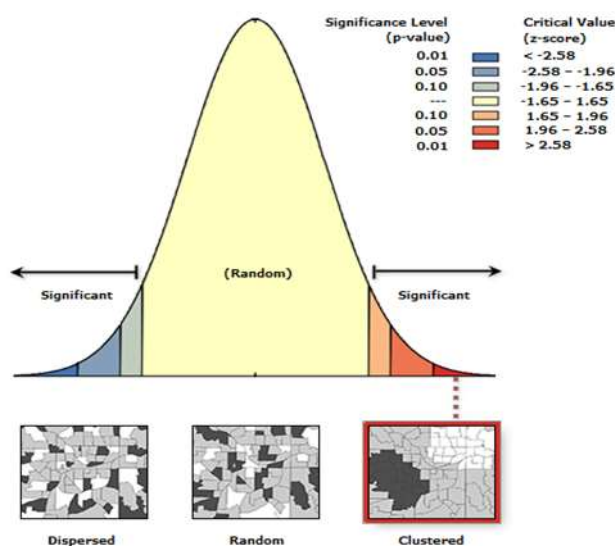 Significance Level Critical Value
(p-value) (z-score)
0.01 < -2.58
0.05 -2.58 – -1.96
0.10 -1.96 – -1.65
--- -1.65 – 1.65
0.10 1.65 – 1.96
0.05 1.96 – 2.58
0.01 > 2.58
(Random)
Significant Significant
Dispersed Random Clustered